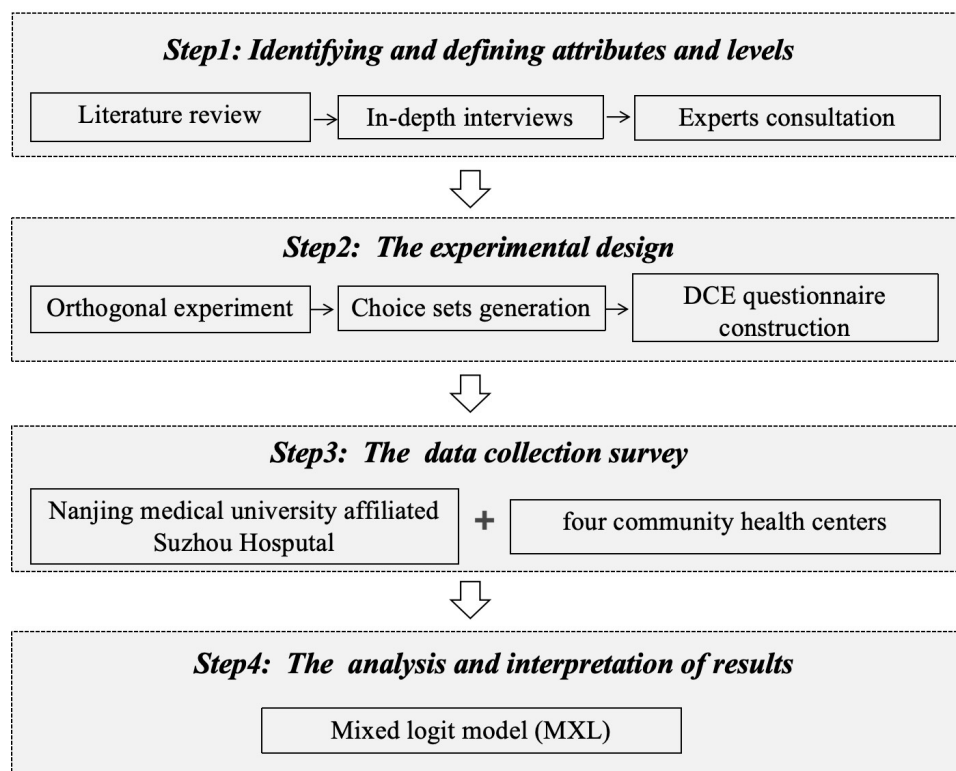 Step1: Identifying and defining attributes and levels
Literature review
In-depth interviews
Experts consultation
Step2: The experimental design
Orthogonal experiment
Choice sets generation
DCE questionnaire
construction
Step3: The data collection survey
Nanjing medical university affiliated
Suzhou Hosputal
+
four community health centers
Step4: The analysis and interpretation of results
Mixed logit model (MXL)